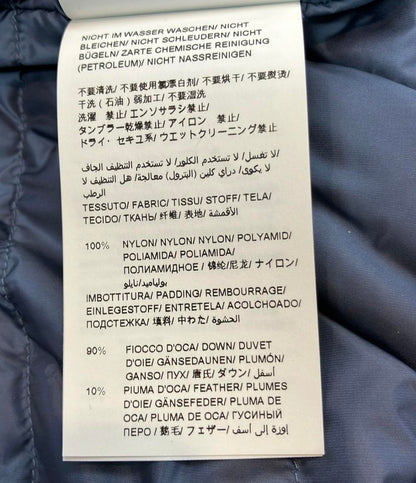 NICHT IM WASSER WASCHEN/ NICHT
BLEICHEN/ NICHT SCHLEUDERN/ NICHT
BÜGELN/ ZARTE CHEMISCHE REINIGUNG
(PETROLEUM)/ NICHT NASSREINIGEN
不要清洗/ 不要使用氯漂白剂/ 不要烘干/ 不要熨烫/
干洗 ( 石油 ) 弱加工/ 不要湿洗
洗濯 禁止/ エンソサラシ禁止/
タンブラー乾燥禁止/ アイロン 禁止/
ドライ・セキユ系/ ウエットクリーニング禁止
لا تغسل/ لا تستخدم الكلور/ لا تستخدم التنظيف الجاف/
لا يكوى/ دراي كلين (البترول) معالجة/ هل التنظيف لا
الرطب
TESSUTO/ FABRIC/ TISSU/ STOFF/ TELA/
TECIDO/ ТКАНЬ/ 纤维/ 表地/ الأقمشة/
100% NYLON/ NYLON/ NYLON/ POLYAMID/
POLIAMIDA/ POLIAMIDA/
ПОЛИАМИДНОЕ / 锦纶/尼龙/ ナイロン/
بولياميد/نايلو
IMBOTTITURA/ PADDING/ REMBOURRAGE/
EINLEGESTOFF/ ENTRETELA/ ACOLCHOADO/
ПОДСТЕЖКА/ 填料/ 中わた/ الحشوة/
90% FIOCCO D'OCA/ DOWN/ DUVET
D'OIE/ GÄNSEDAUNEN/ PLUMÓN/
GANSO/ ПУХ/ 唐氏/ ダウン/ أسفل/
10% PIUMA D'OCA/ FEATHER/ PLUMES
D'OIE/ GÄNSEFEDER/ PLUMA DE
OCA/ PLUMA DE OCA/ ГУСИНЫЙ
ПЕРО / 鹅毛/ フェザー/ إوزة إلى أسف/